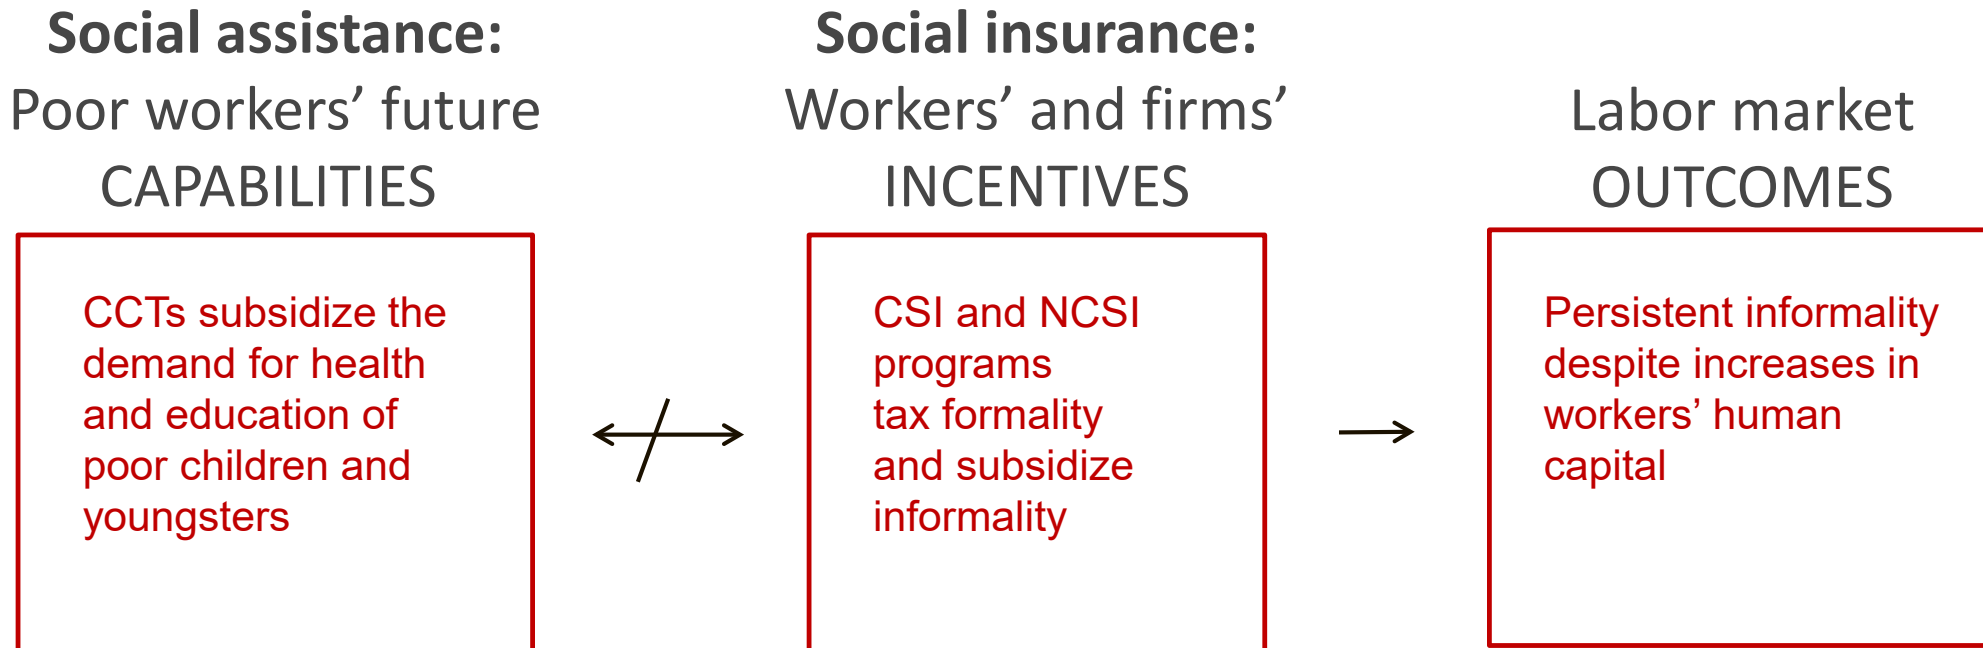 Social assistance:
Poor workers’ future
CAPABILITIES
CCTs subsidize the
demand for health
and education of
poor children and
youngsters
Social insurance:
Workers’ and firms’
INCENTIVES
CSI and NCSI
programs
tax formality
and subsidize
informality
Labor market
OUTCOMES
Persistent informality
despite increases in
workers’ human
capital